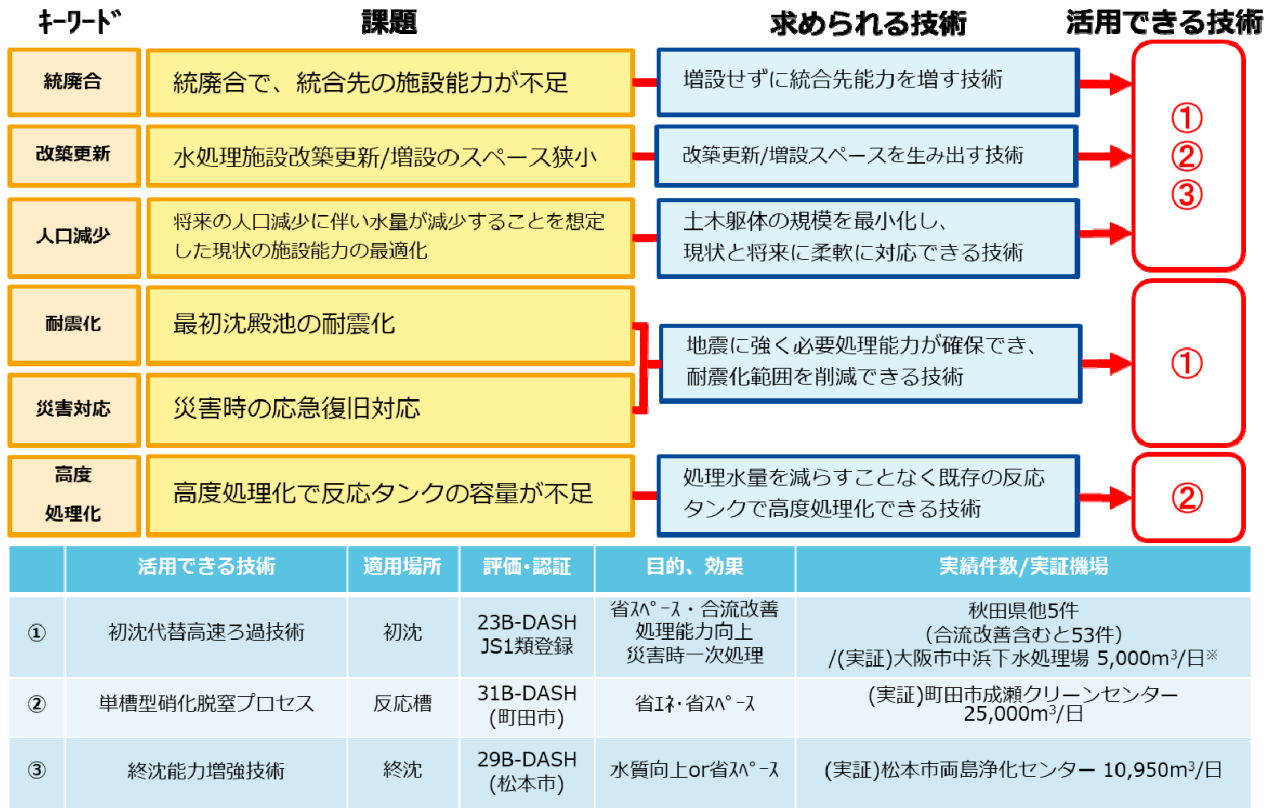 ｷｰﾜｰﾄﾞ 課題 求められる技術 活用できる技術
統廃合 統廃合で、統合先の施設能力が不足 増設せずに統合先能力を増す技術
改築更新 水処理施設改築更新/増設のスペース狭小 改築更新/増設スペースを生み出す技術
人口減少
将来の人口減少に伴い水量が減少することを想定
した現状の施設能力の最適化
土木躯体の規模を最小化し、
現状と将来に柔軟に対応できる技術
①
②
③
耐震化 最初沈殿池の耐震化
災害対応 災害時の応急復旧対応
地震に強く必要処理能力が確保でき、
耐震化範囲を削減できる技術
①
高度
処理化
高度処理化で反応タンクの容量が不足
処理水量を減らすことなく既存の反応
タンクで高度処理化できる技術
②
活用できる技術 適用場所 評価・認証 目的、効果 実績件数/実証機場
① 初沈代替高速ろ過技術 初沈
23B-DASH
JS1類登録
省ｽﾍﾟｰｽ・合流改善
処理能力向上
災害時一次処理
秋田県他5件
(合流改善含むと53件)
/(実証)大阪市中浜下水処理場 5,000m³/日※
② 単槽型硝化脱窒プロセス 反応槽
31B-DASH
(町田市)
省ｴﾈ・省ｽﾍﾟｰｽ
(実証)町田市成瀬クリーンセンター
25,000m³/日
③ 終沈能力増強技術 終沈
29B-DASH
(松本市)
水質向上or省ｽﾍﾟｰｽ
(実証)松本市両島浄化センター 10,950m³/日